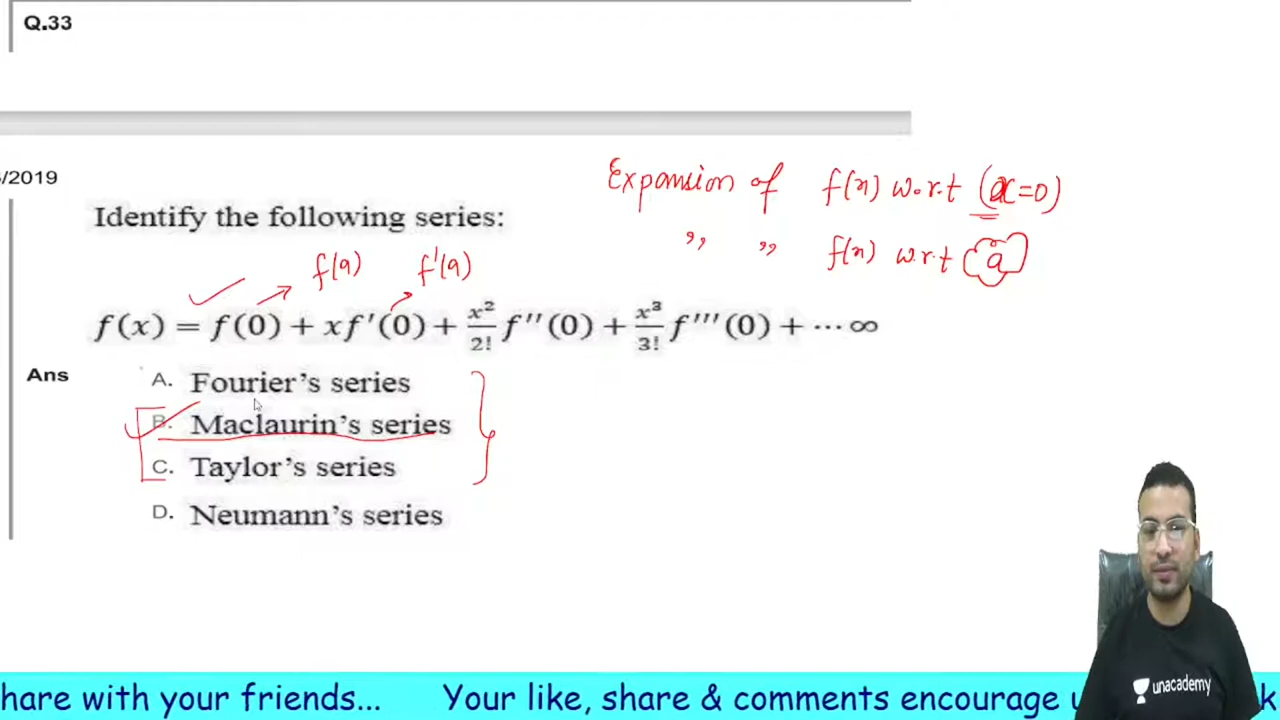 Q.33
/2019
Expansion of f(x) w.r.t (x=0)
Identify the following series:
,, ,, f(x) w.r.t a
f(a) f'(a)
f(x) = f(0) + xf'(0) + x²/2! f''(0) + x³/3! f'''(0) + ⋯ ∞
Ans
A. Fourier's series
B. Maclaurin's series
C. Taylor's series
D. Neumann's series
unacademy
hare with your friends... Your like, share & comments encourage u k